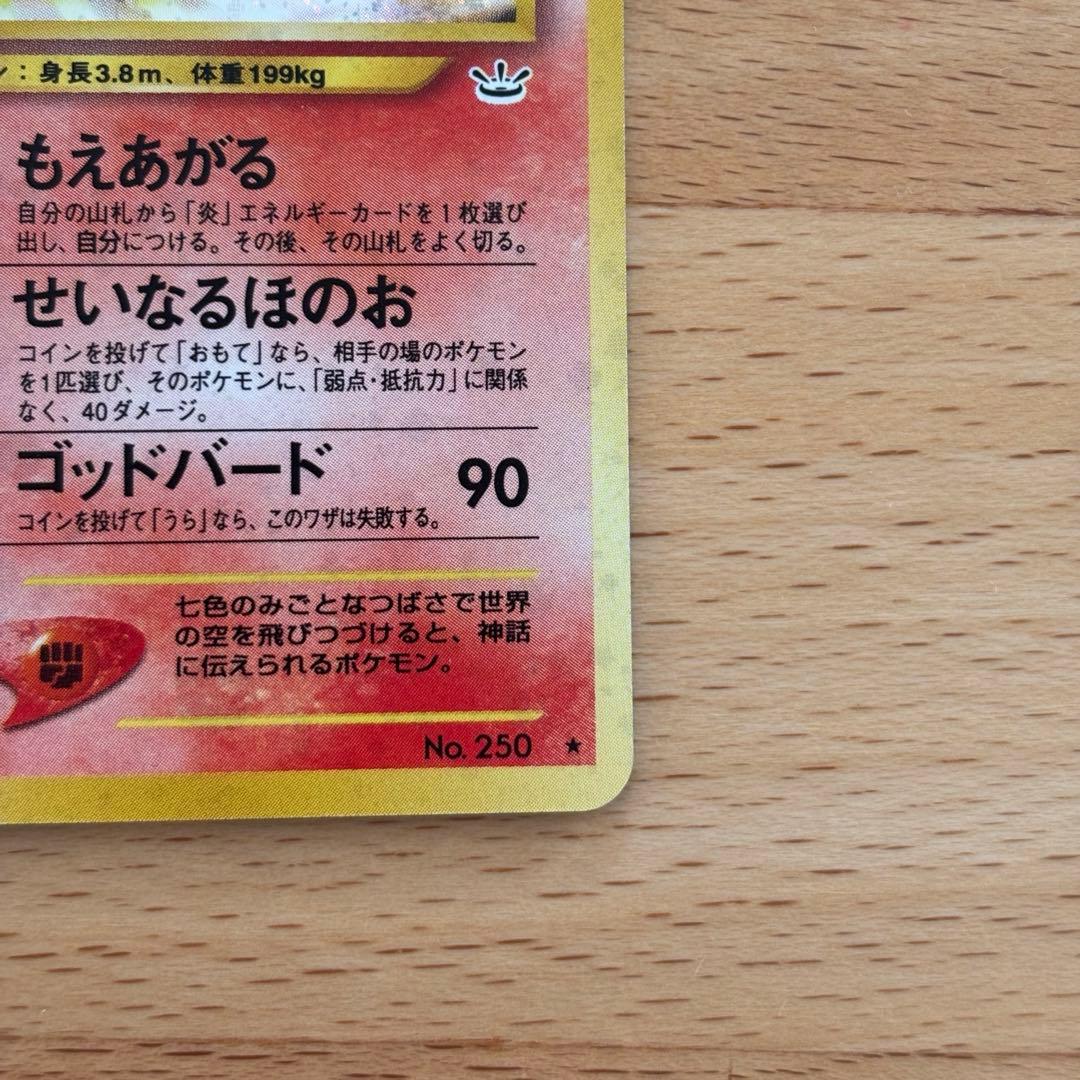 ：身長3.8m、体重199kg
もえあがる
自分の山札から「炎」エネルギーカードを1枚選び
出し、自分につける。その後、その山札をよく切る。
せいなるほのお
コインを投げて「おもて」なら、相手の場のポケモン
を1匹選び、そのポケモンに、「弱点・抵抗力」に関係
なく、40ダメージ。
ゴッドバード 90
コインを投げて「うら」なら、このワザは失敗する。
七色のみごとなつばさで世界
の空を飛びつづけると、神話
に伝えられるポケモン。
No. 250 ★